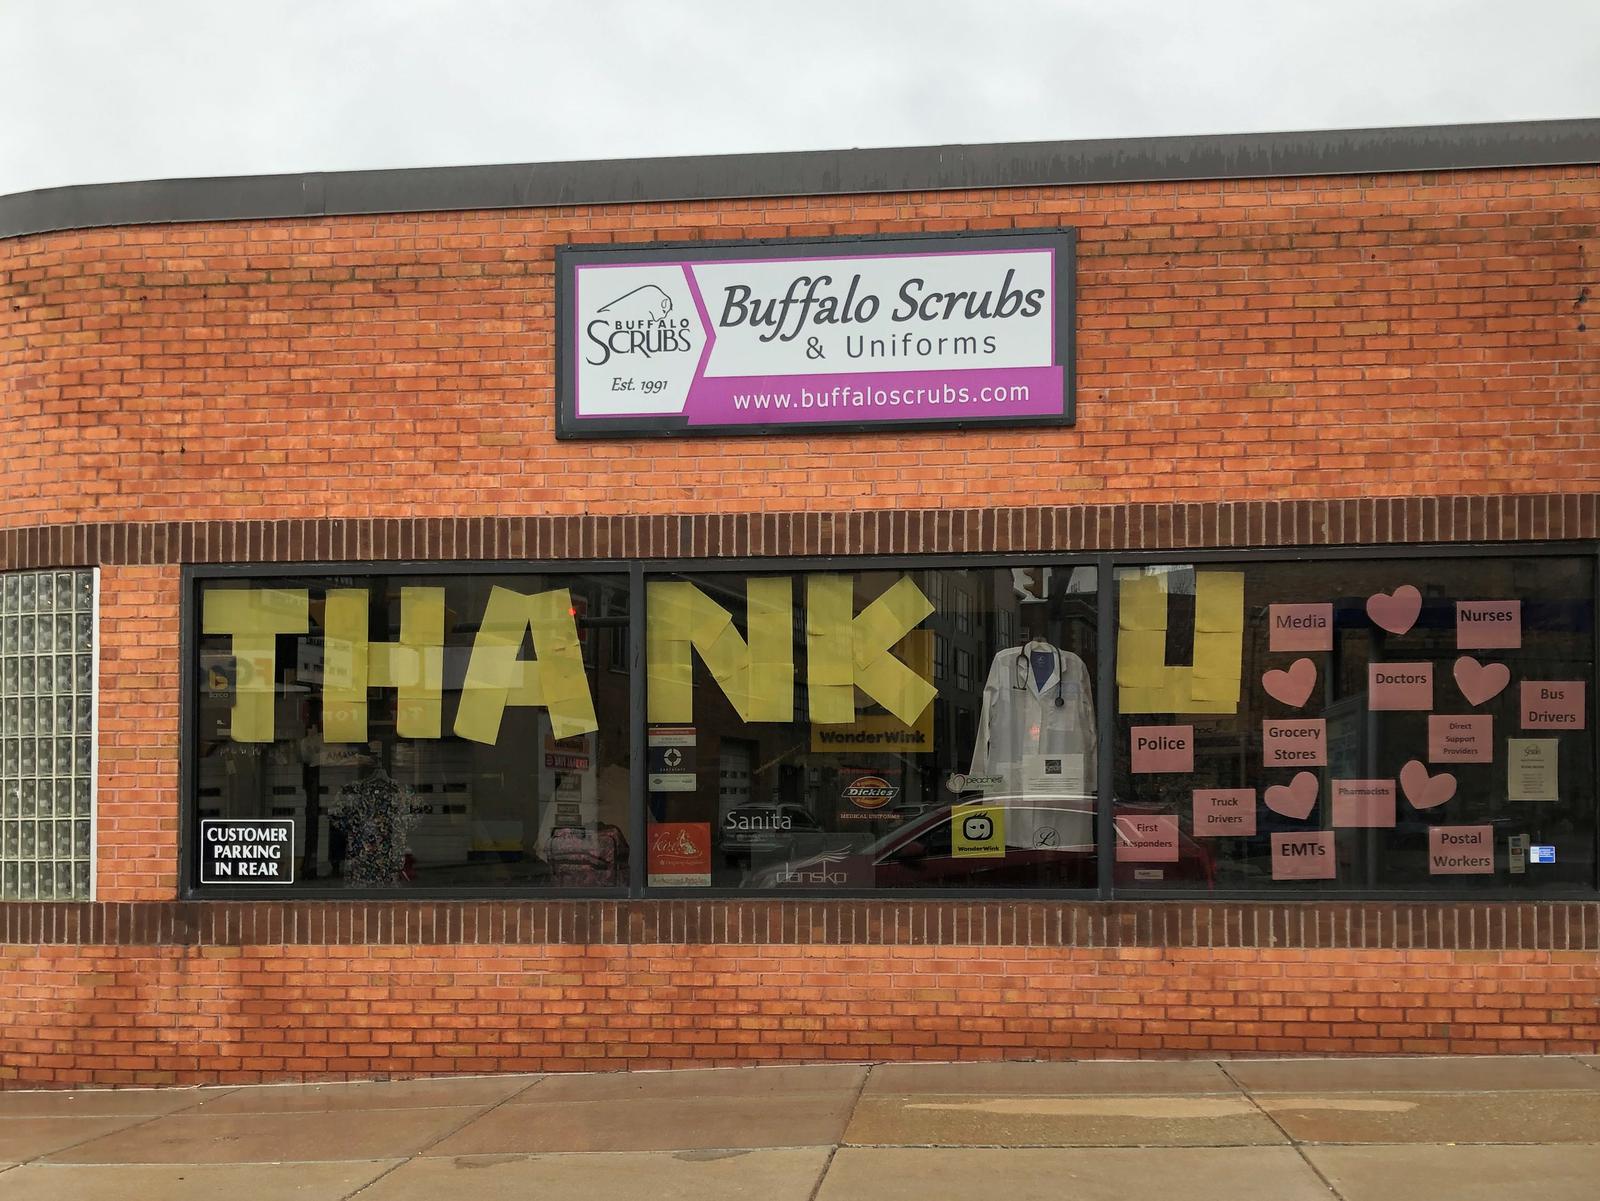 BUFFALO
SCRUBS
Est. 1991
Buffalo Scrubs
& Uniforms
www.buffaloscrubs.com
THANK U
Media
Nurses
Doctors
Bus
Drivers
Police
Grocery
Stores
Direct
Support
Providers
Truck
Drivers
Pharmacists
First
Responders
EMTs
Postal
Workers
WonderWink
peaches
Dickies
MEDICAL UNIFORMS
Sanita
dansko
WonderWink
CUSTOMER
PARKING
IN REAR